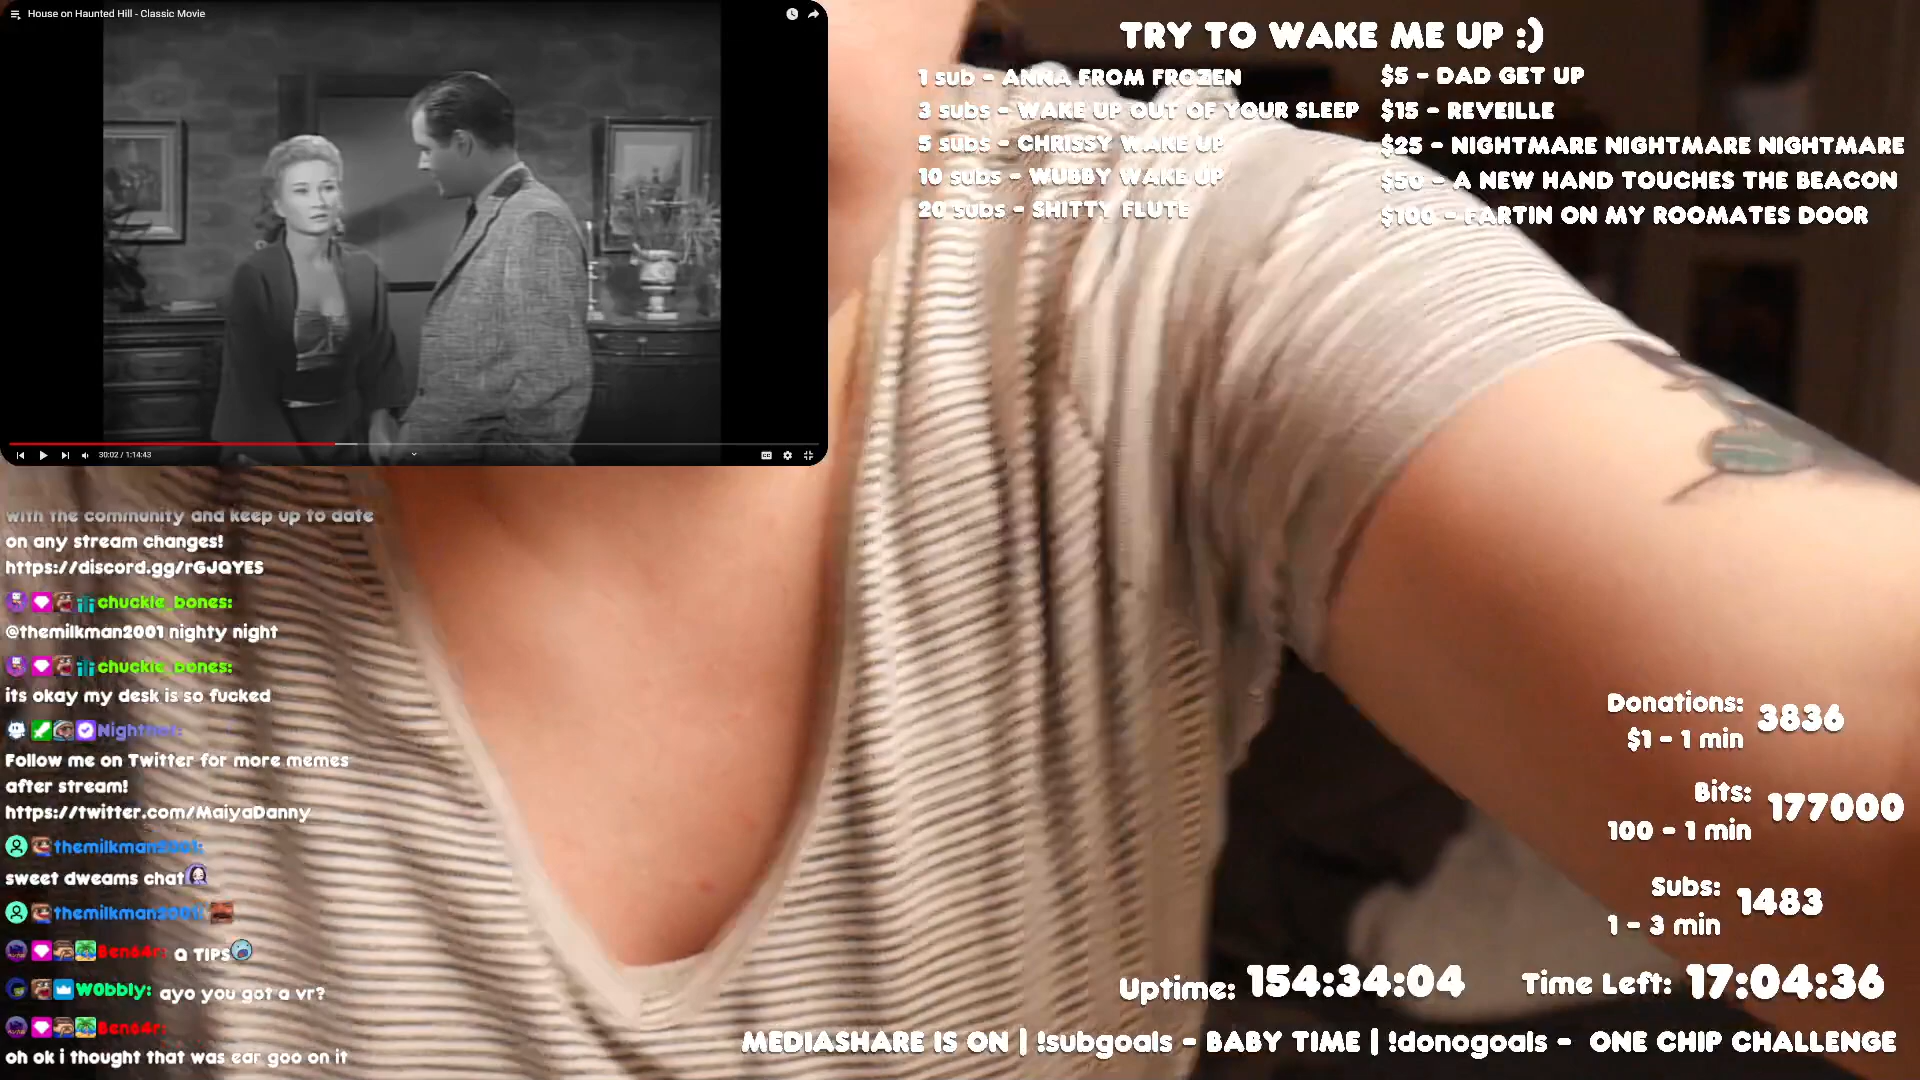 House on Haunted Hill - Classic Movie
30:02 / 1:14:43
TRY TO WAKE ME UP :)
1 sub - ANNA FROM FROZEN
3 subs - WAKE UP OUT OF YOUR SLEEP
5 subs - CHRISSY WAKE UP
10 subs - WUBBY WAKE UP
20 subs - SHITTY FLUTE
$5 - DAD GET UP
$15 - REVEILLE
$25 - NIGHTMARE NIGHTMARE NIGHTMARE
$50 - A NEW HAND TOUCHES THE BEACON
$100 - FARTIN ON MY ROOMATES DOOR
with the community and keep up to date
on any stream changes!
https://discord.gg/rGJQYES
chuckie_bones:
@themilkman2001 nighty night
chuckie_bones:
its okay my desk is so fucked
Follow me on Twitter for more memes
after stream!
https://twitter.com/MaiyaDanny
themilkman2001:
sweet dweams chat
themilkman2001:
Ben64r: a TIPS
W0bbly: ayo you got a vr?
Ben64r:
oh ok i thought that was ear goo on it
Donations: 3836
$1 - 1 min
Bits: 177000
100 - 1 min
Subs: 1483
1 - 3 min
Uptime: 154:34:04 Time Left: 17:04:36
MEDIASHARE IS ON | !subgoals - BABY TIME | !donogoals - ONE CHIP CHALLENGE